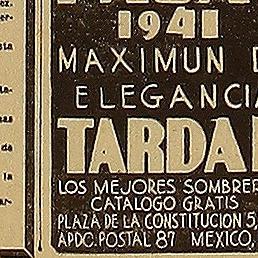 1941
MAXIMUN D
ELEGANCIA
TARDA
LOS MEJORES SOMBRER
CATALOGO GRATIS
PLAZA DE LA CONSTITUCION 5,
APDO. POSTAL 87 MEXICO,